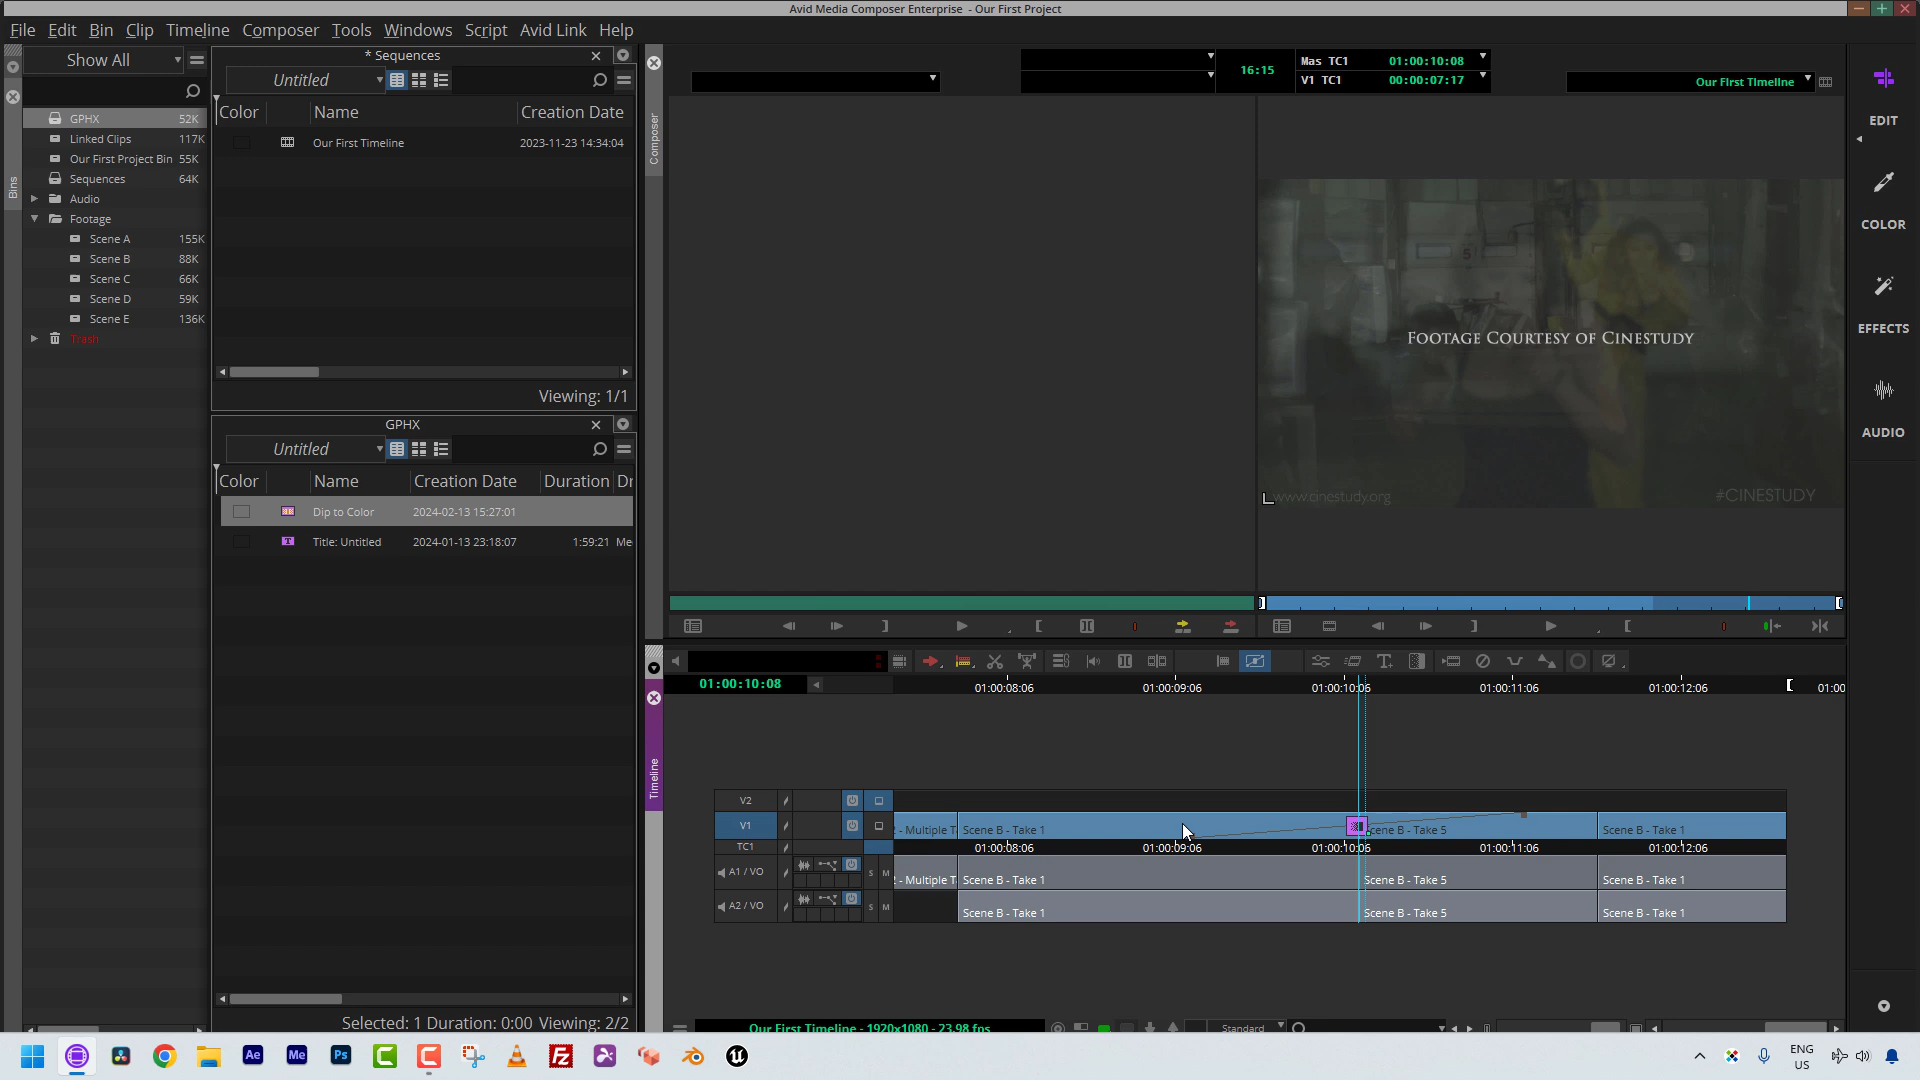 Avid Media Composer Enterprise - Our First Project
File Edit Bin Clip Timeline Composer Tools Windows Script Avid Link Help
Show All
Bins
GPHX 52K
Linked Clips 117K
Our First Project Bin 55K
Sequences 64K
Audio
Footage
Scene A 155K
Scene B 88K
Scene C 66K
Scene D 59K
Scene E 136K
Trash
* Sequences
Untitled
Color Name Creation Date
Our First Timeline 2023-11-23 14:34:04
Viewing: 1/1
GPHX
Untitled
Color Name Creation Date Duration Dr
Dip to Color 2024-02-13 15:27:01
Title: Untitled 2024-01-13 23:18:07 1:59:21 Me
Selected: 1 Duration: 0:00 Viewing: 2/2
Composer
16:15
Mas TC1 01:00:10:08
V1 TC1 00:00:07:17
Our First Timeline
Footage Courtesy of Cinestudy
www.cinestudy.org
#CINESTUDY
EDIT
COLOR
EFFECTS
AUDIO
Timeline
01:00:10:08
01:00:08:06 01:00:09:06 01:00:10:06 01:00:11:06 01:00:12:06 01:00
V2
V1 - Multiple T Scene B - Take 1 Scene B - Take 5 Scene B - Take 1
TC1 01:00:08:06 01:00:09:06 01:00:10:06 01:00:11:06 01:00:12:06
A1 / VO S M - Multiple T Scene B - Take 1 Scene B - Take 5 Scene B - Take 1
A2 / VO S M Scene B - Take 1 Scene B - Take 5 Scene B - Take 1
Our First Timeline - 1920x1080 - 23.98 fps
Standard
Ae Me Ps
ENG
US